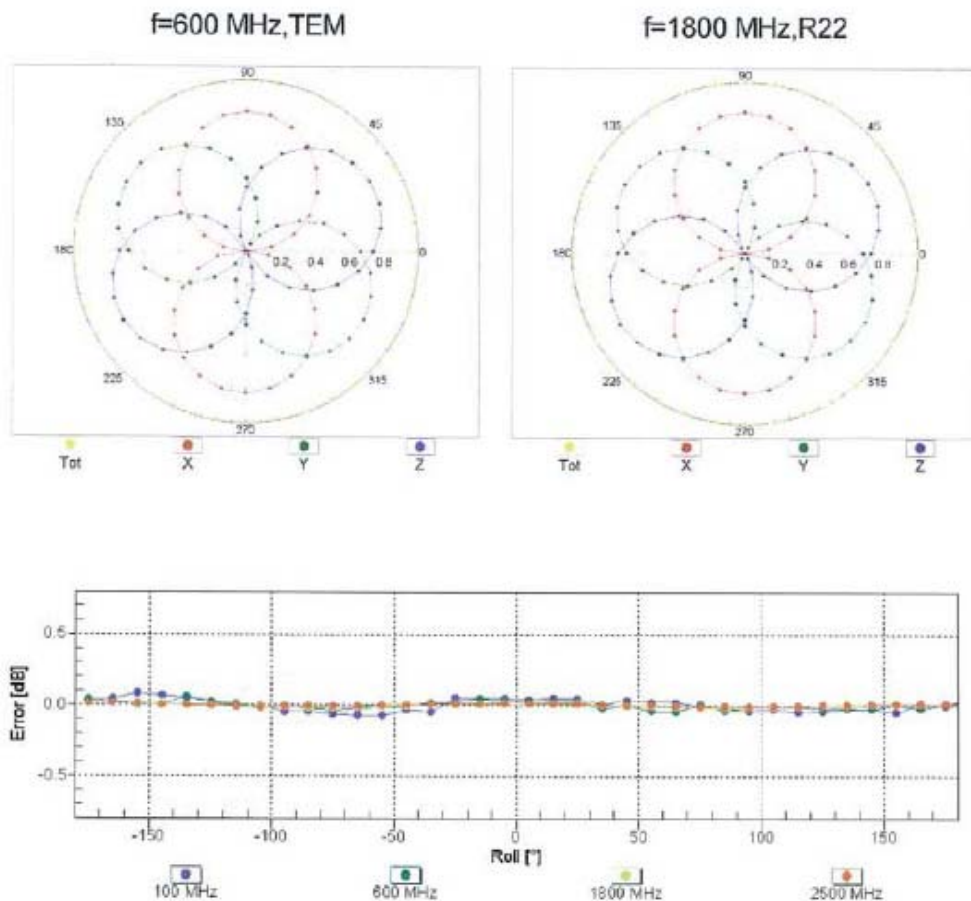 f=600 MHz,TEM
f=1800 MHz,R22
90
130
45
180
0.2 0.4 0.6 0.8
0
225
315
270
Tot X Y Z
90
135
45
180
0.2 0.4 0.6 0.8
0
225
315
270
Tot X Y Z
Error [dB]
0.5
0.0
-0.5
-150 -100 -50 0 50 100 150
Roll [°]
100 MHz 600 MHz 1800 MHz 2500 MHz